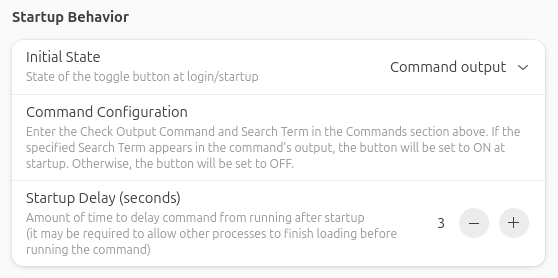 Startup Behavior
Initial State
State of the toggle button at login/startup
Command output
Command Configuration
Enter the Check Output Command and Search Term in the Commands section above. If the
specified Search Term appears in the command's output, the button will be set to ON at
startup. Otherwise, the button will be set to OFF.
Startup Delay (seconds)
Amount of time to delay command from running after startup
(it may be required to allow other processes to finish loading before
running the command)
3